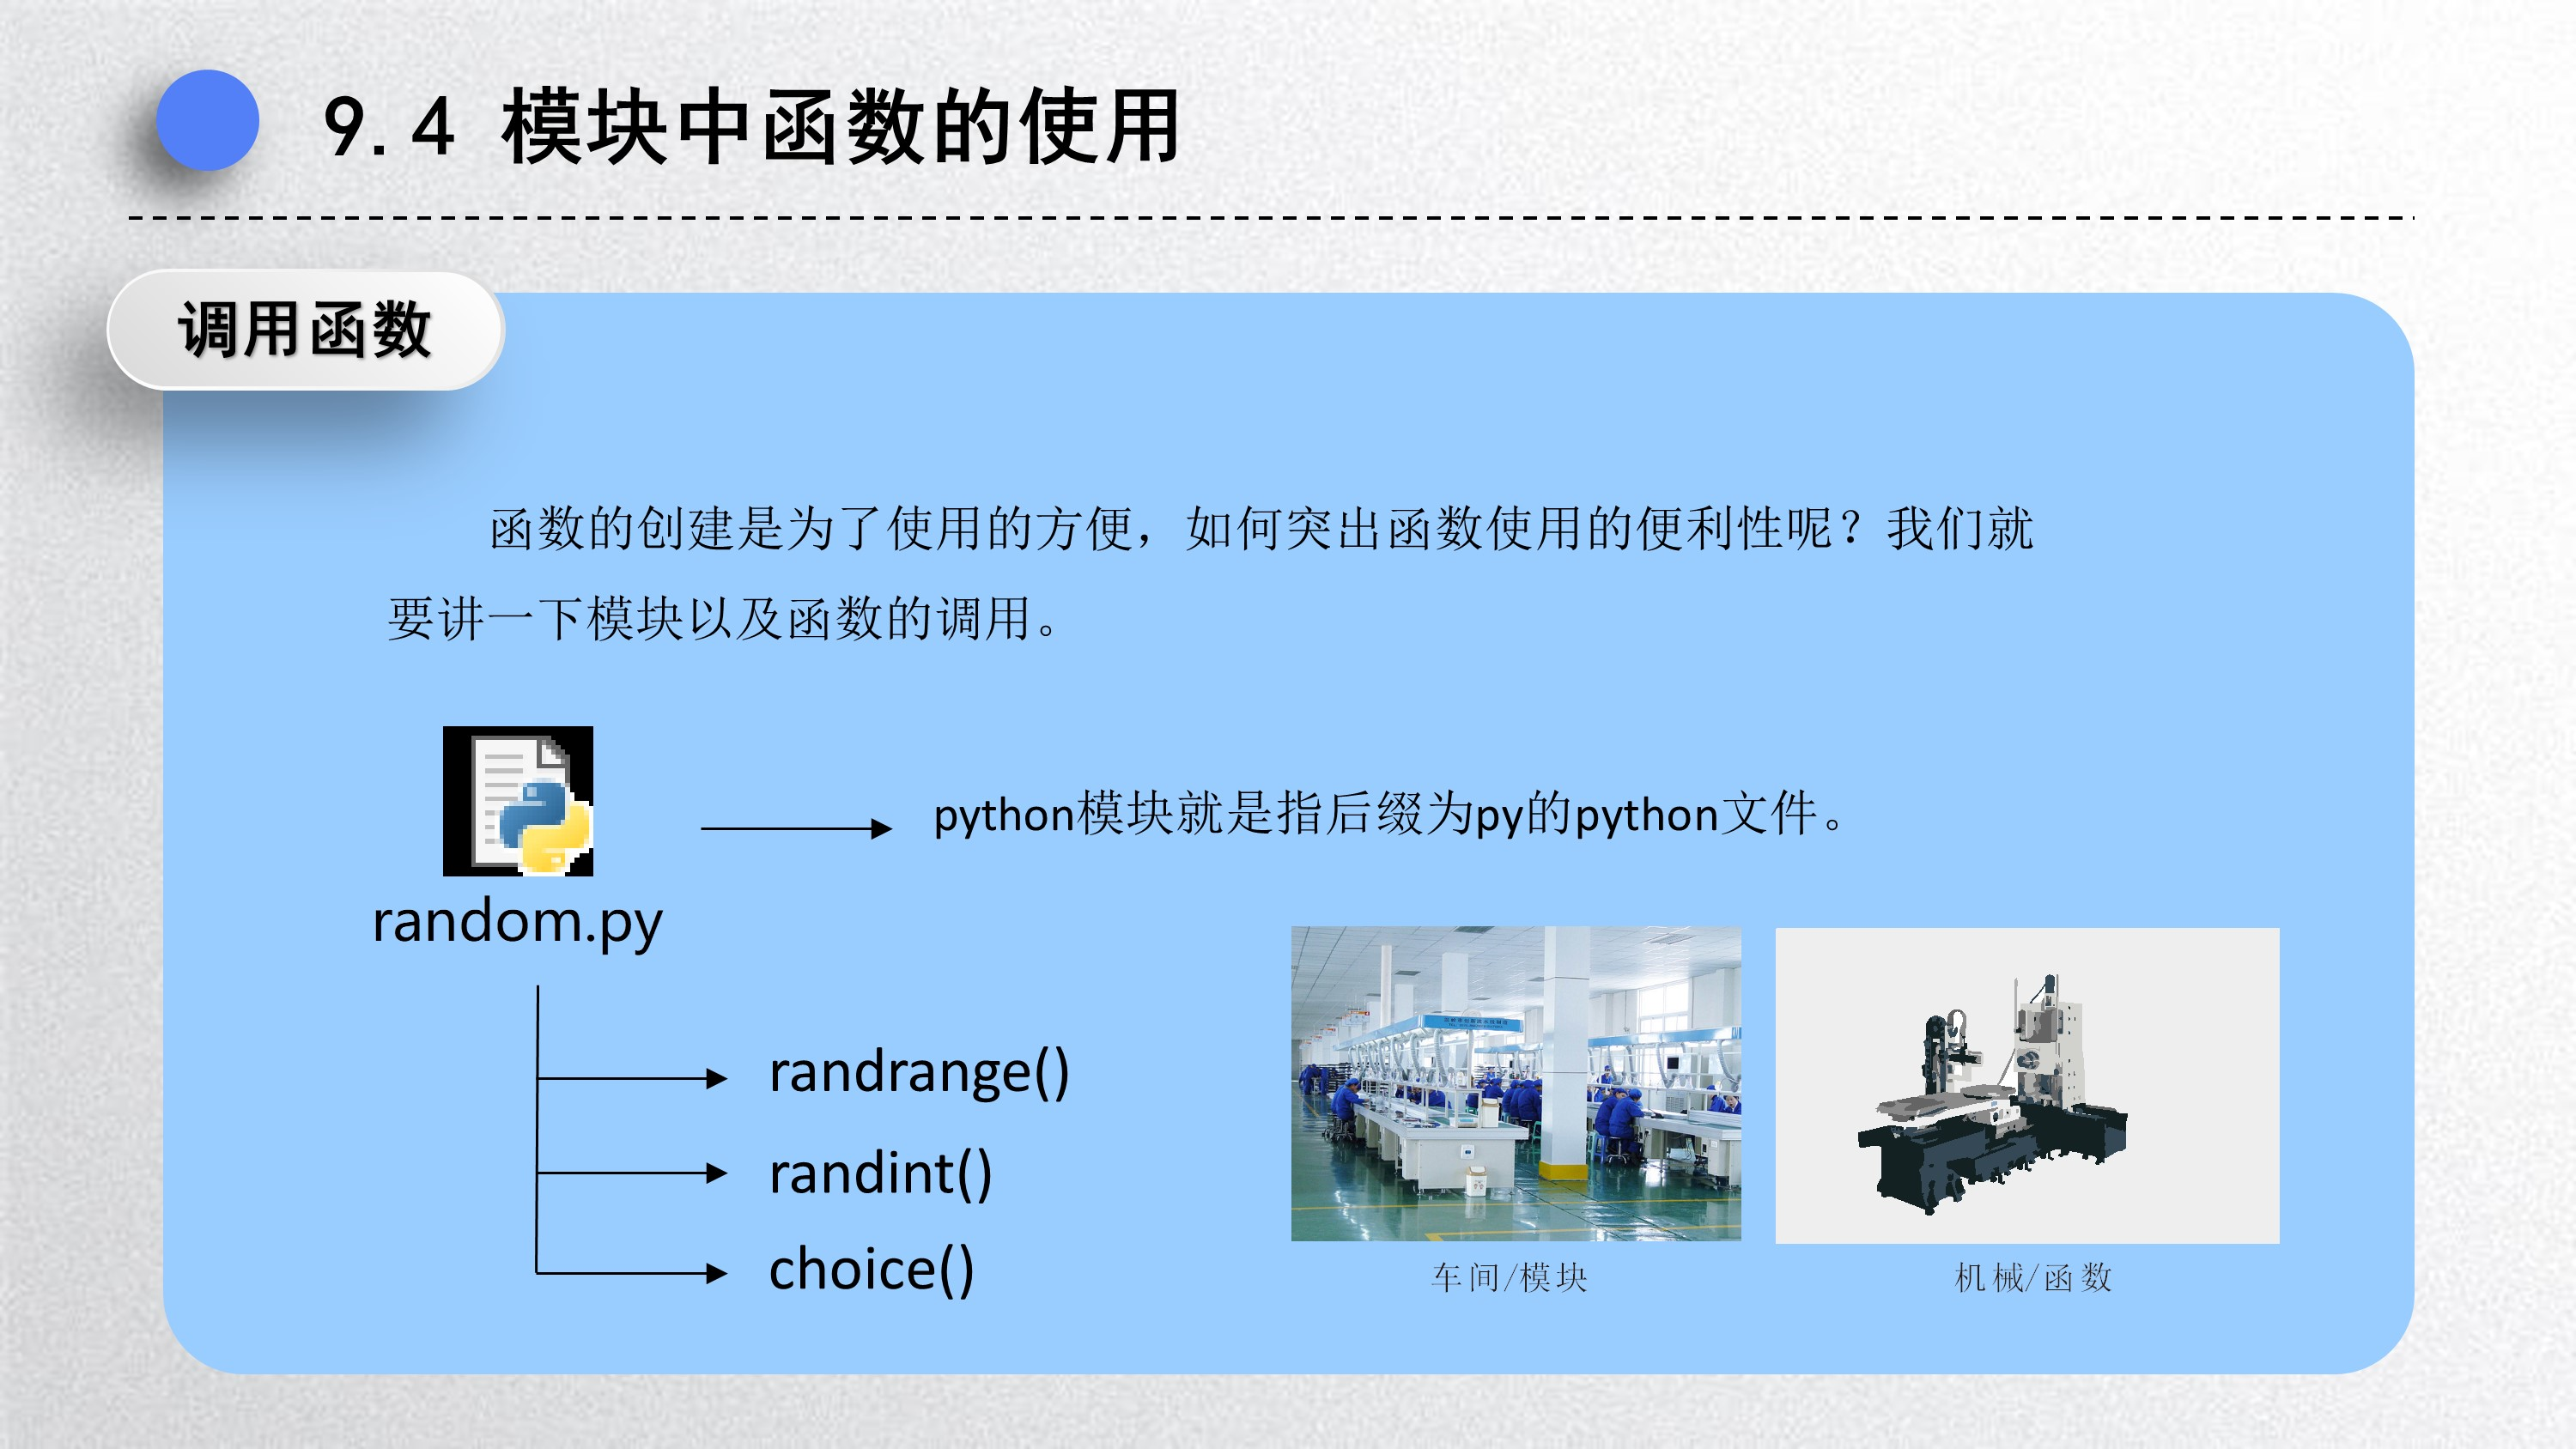 9.4 模块中函数的使用
调用函数
函数的创建是为了使用的方便，如何突出函数使用的便利性呢？我们就
要讲一下模块以及函数的调用。
python模块就是指后缀为py的python文件。
random.py
randrange()
randint()
choice()
车间/模块
机械/函数